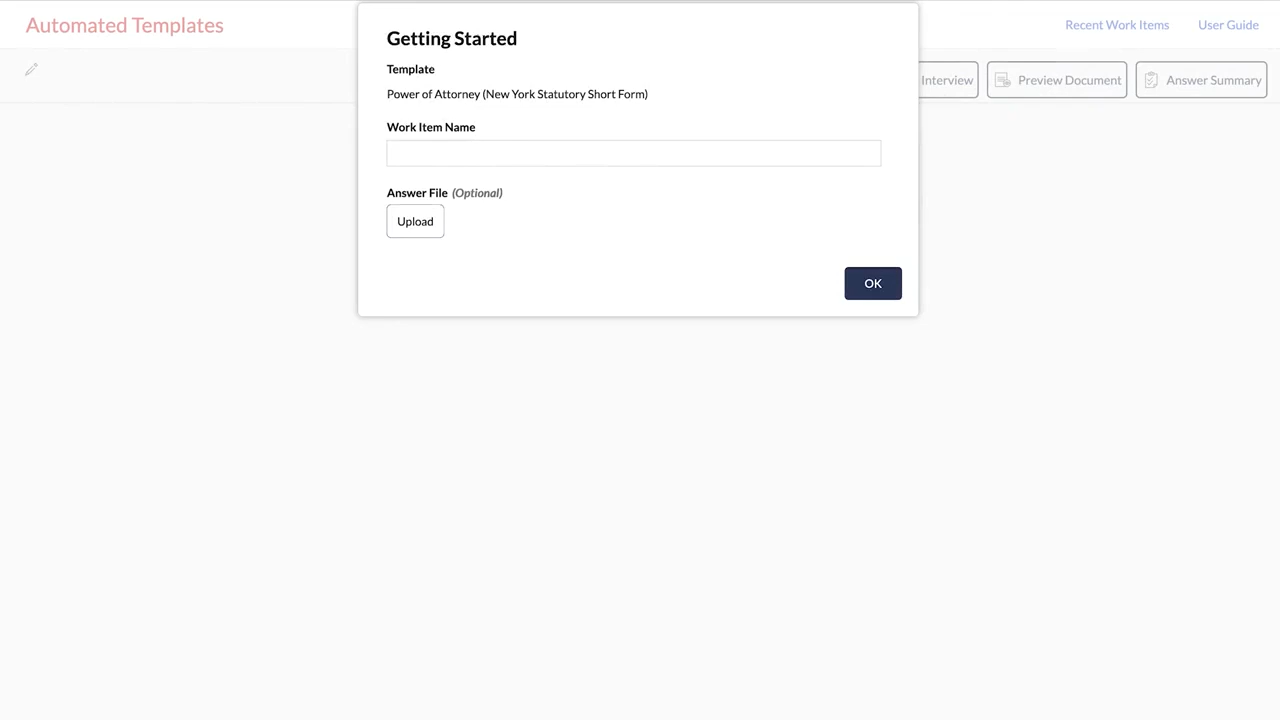 Automated Templates
Recent Work Items
User Guide
Interview
Preview Document
Answer Summary
Getting Started
Template
Power of Attorney (New York Statutory Short Form)
Work Item Name
Answer File (Optional)
Upload
OK